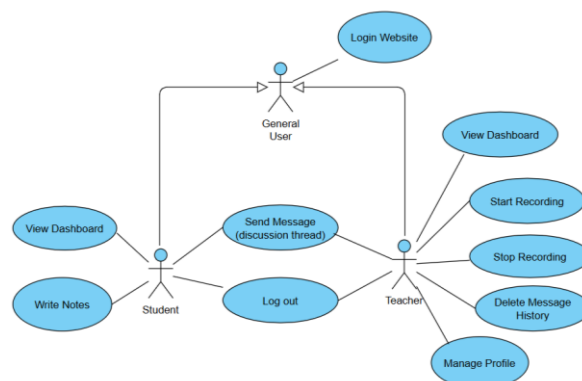 Login Website
General
User
View Dashboard
View Dashboard
Send Message
(discussion thread)
Start Recording
Stop Recording
Write Notes
Log out
Student
Teacher
Delete Message
History
Manage Profile